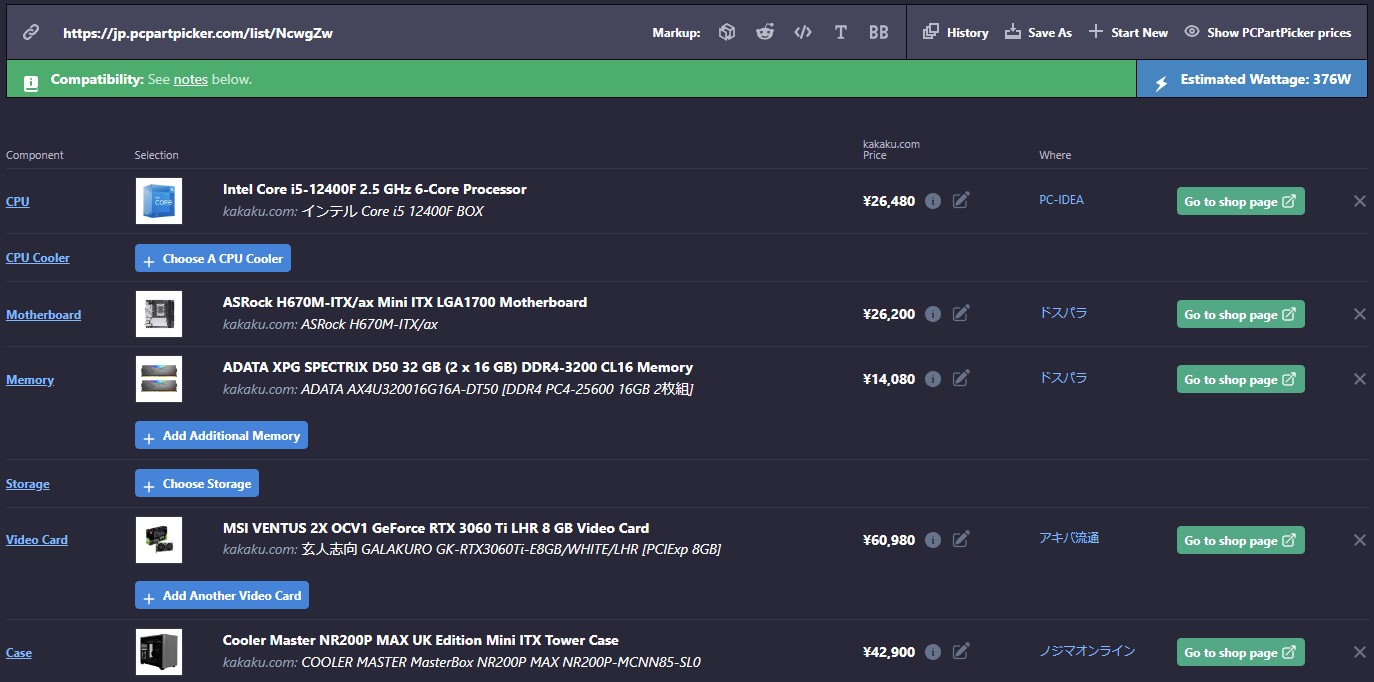 https://jp.pcpartpicker.com/list/NcwgZw Markup: T BB History Save As Start New Show PCPartPicker prices
Compatibility: See notes below. Estimated Wattage: 376W
kakaku.com
Component Selection Price Where
Intel Core i5-12400F 2.5 GHz 6-Core Processor
CPU ¥26,480 PC-IDEA Go to shop page
kakaku.com: インテル Core i5 12400F BOX
CPU Cooler Choose A CPU Cooler
ASRock H670M-ITX/ax Mini ITX LGA1700 Motherboard
Motherboard ¥26,200 ドスパラ Go to shop page
kakaku.com: ASRock H670M-ITX/ax
ADATA XPG SPECTRIX D50 32 GB (2 x 16 GB) DDR4-3200 CL16 Memory
Memory ¥14,080 ドスパラ Go to shop page
kakaku.com: ADATA AX4U320016G16A-DT50 [DDR4 PC4-25600 16GB 2枚組]
Add Additional Memory
Storage Choose Storage
MSI VENTUS 2X OCV1 GeForce RTX 3060 Ti LHR 8 GB Video Card
Video Card ¥60,980 アキバ流通 Go to shop page
kakaku.com: 玄人志向 GALAKURO GK-RTX3060Ti-E8GB/WHITE/LHR [PCIExp 8GB]
Add Another Video Card
Cooler Master NR200P MAX UK Edition Mini ITX Tower Case
Case ¥42,900 ノジマオンライン Go to shop page
kakaku.com: COOLER MASTER MasterBox NR200P MAX NR200P-MCNN85-SL0